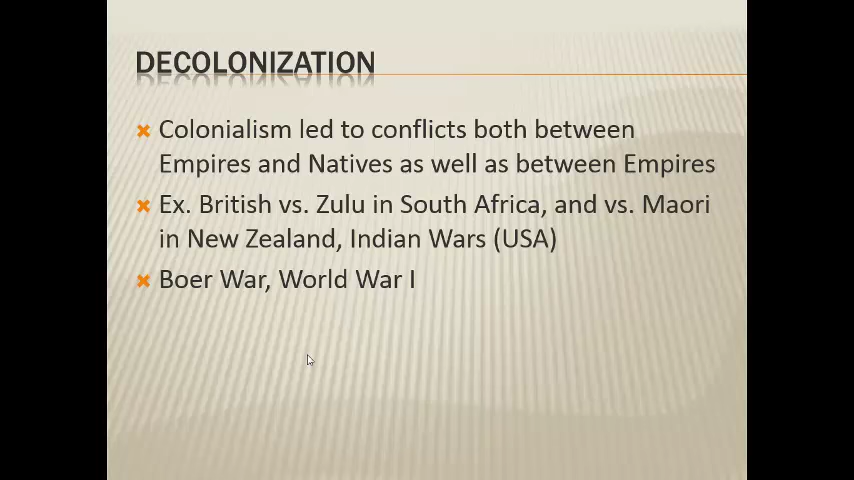 DECOLONIZATION
Colonialism led to conflicts both between
Empires and Natives as well as between Empires
Ex. British vs. Zulu in South Africa, and vs. Maori
in New Zealand, Indian Wars (USA)
Boer War, World War I